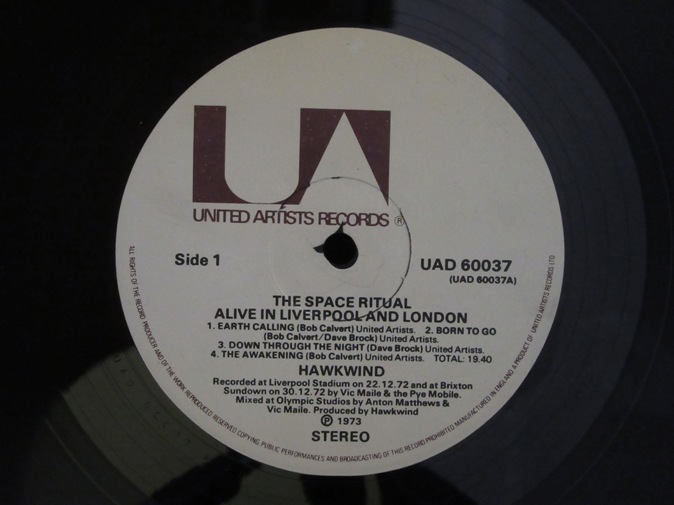 UA
UNITED ARTISTS RECORDS ®
Side 1
UAD 60037
(UAD 60037A)
THE SPACE RITUAL
ALIVE IN LIVERPOOL AND LONDON
1. EARTH CALLING (Bob Calvert) United Artists. 2. BORN TO GO
(Bob Calvert/Dave Brock) United Artists.
3. DOWN THROUGH THE NIGHT (Dave Brock) United Artists.
4. THE AWAKENING (Bob Calvert) United Artists. TOTAL: 19.40
HAWKWIND
Recorded at Liverpool Stadium on 22.12.72 and at Brixton
Sundown on 30.12.72 by Vic Maile & the Pye Mobile.
Mixed at Olympic Studios by Anton Matthews &
Vic Maile. Produced by Hawkwind
℗ 1973
STEREO
ALL RIGHTS OF THE RECORD PRODUCER AND OF THE WORK REPRODUCED RESERVED COPYING PUBLIC PERFORMANCES AND BROADCASTING OF THIS RECORD PROHIBITED MANUFACTURED IN ENGLAND A PRODUCT OF UNITED ARTISTS RECORDS LTD